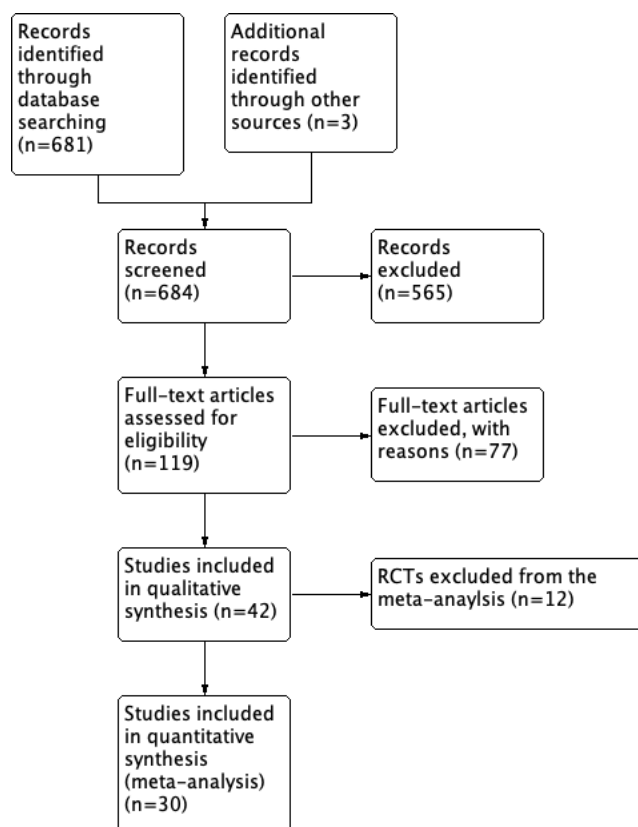 Records
identified
through
database
searching
(n=681)
Additional
records
identified
through other
sources (n=3)
Records
screened
(n=684)
Records
excluded
(n=565)
Full-text articles
assessed for
eligibility
(n=119)
Full-text articles
excluded, with
reasons (n=77)
Studies included
in qualitative
synthesis (n=42)
RCTs excluded from the
meta-anaylsis (n=12)
Studies included
in quantitative
synthesis
(meta-analysis)
(n=30)